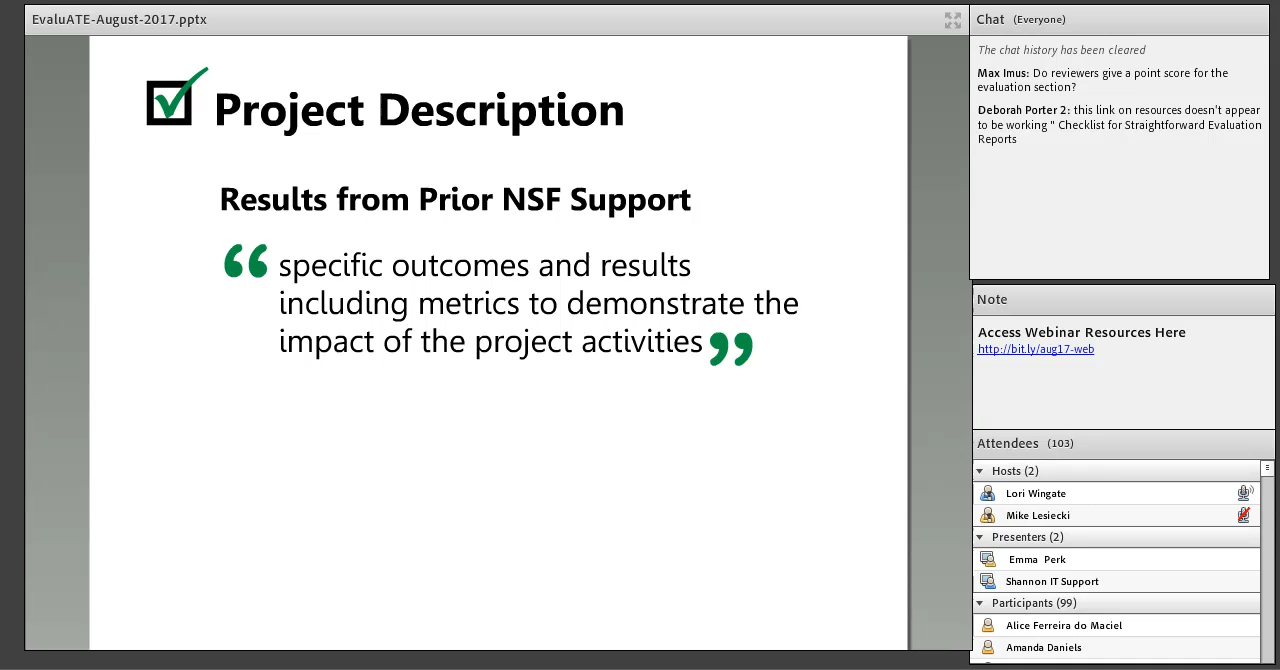 EvaluATE-August-2017.pptx
Project Description
Results from Prior NSF Support
“specific outcomes and results
including metrics to demonstrate the
impact of the project activities”
Chat (Everyone)
The chat history has been cleared
Max Imus: Do reviewers give a point score for the
evaluation section?
Deborah Porter 2: this link on resources doesn't appear
to be working " Checklist for Straightforward Evaluation
Reports
Note
Access Webinar Resources Here
http://bit.ly/aug17-web
Attendees (103)
Hosts (2)
Lori Wingate
Mike Lesiecki
Presenters (2)
Emma Perk
Shannon IT Support
Participants (99)
Alice Ferreira do Maciel
Amanda Daniels